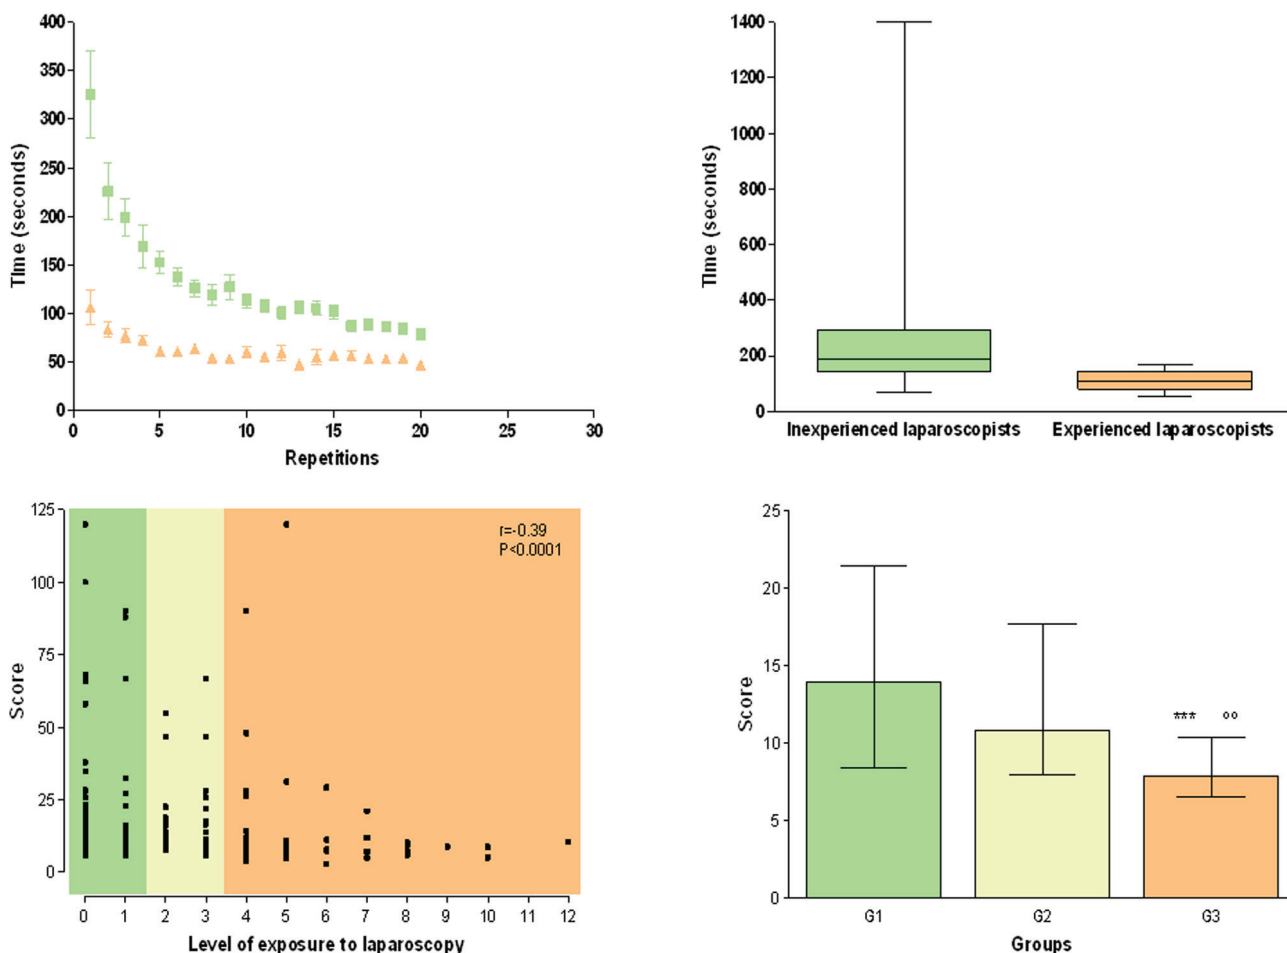 400
350
300
250
200
150
100
50
0
TIme (seconds)
0 5 10 15 20 25 30
Repetitions
1400
1200
1000
800
600
400
200
0
TIme (seconds)
Inexperienced laparoscopists Experienced laparoscopists
125
100
75
50
25
0
Score
r=-0.39
P<0.0001
0 1 2 3 4 5 6 7 8 9 10 11 12
Level of exposure to laparoscopy
25
20
15
10
5
0
Score
*** oo
G1 G2 G3
Groups